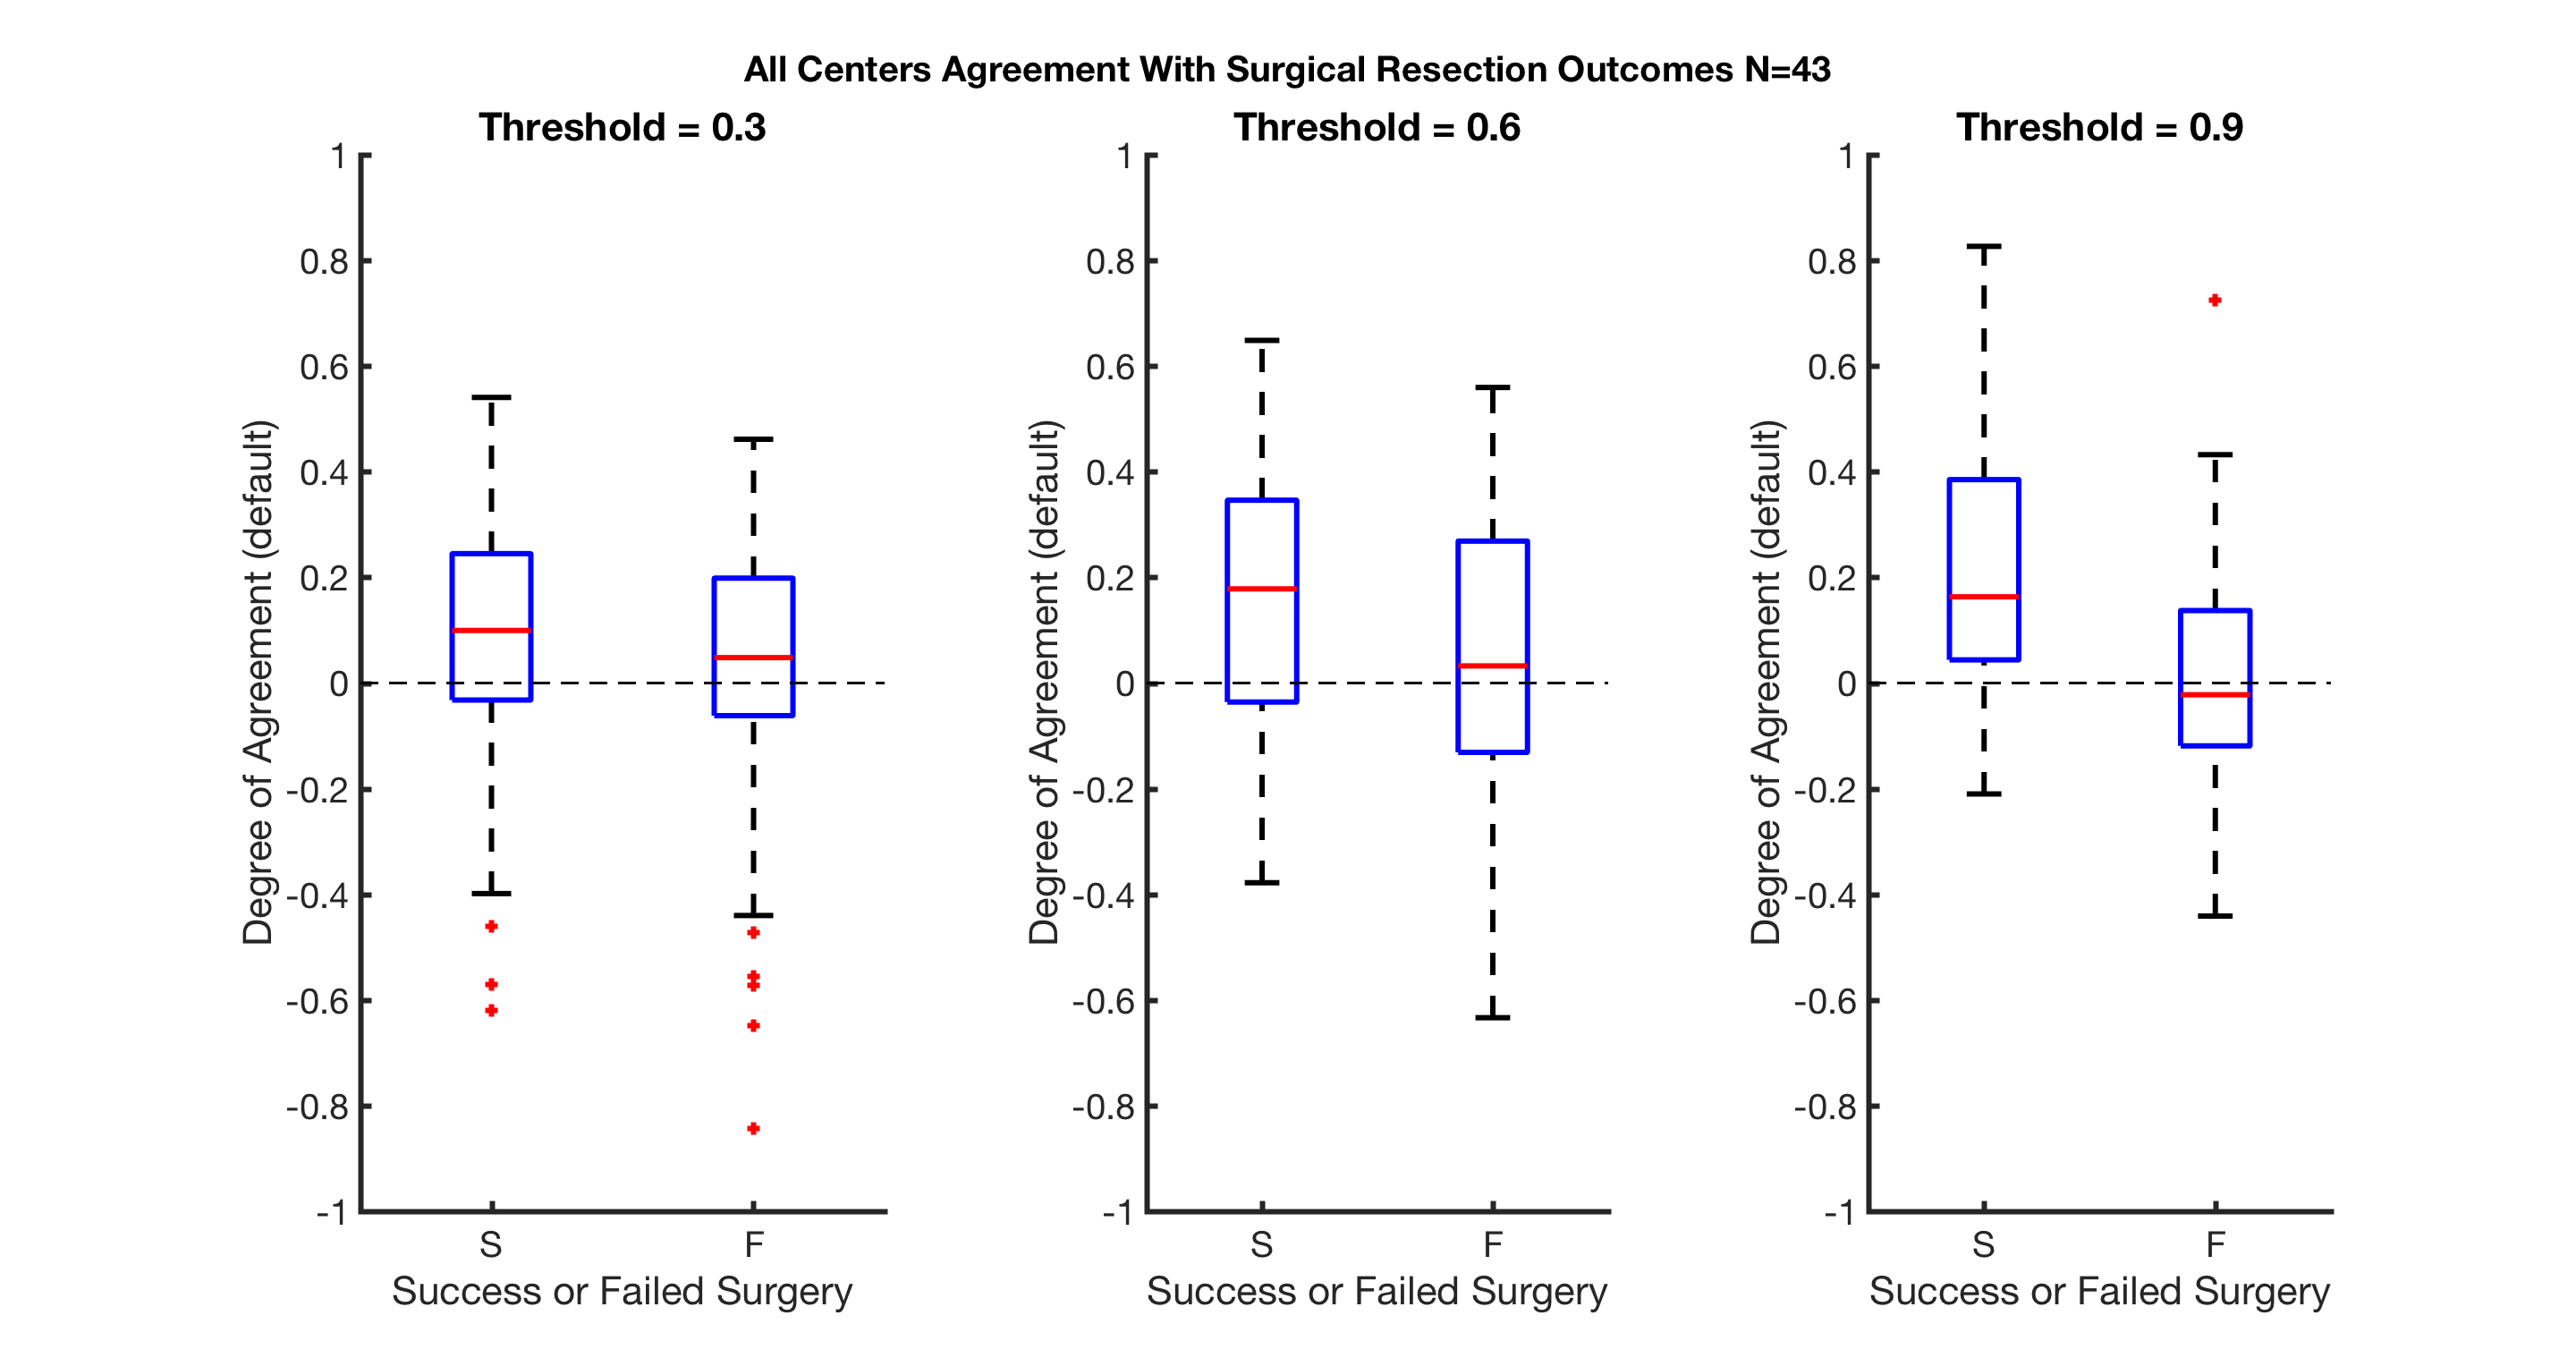 All Centers Agreement With Surgical Resection Outcomes N=43
Threshold = 0.3
1
0.8
0.6
0.4
0.2
0
-0.2
-0.4
-0.6
-0.8
-1
Degree of Agreement (default)
S F
Success or Failed Surgery
Threshold = 0.6
1
0.8
0.6
0.4
0.2
0
-0.2
-0.4
-0.6
-0.8
-1
Degree of Agreement (default)
S F
Success or Failed Surgery
Threshold = 0.9
1
0.8
0.6
0.4
0.2
0
-0.2
-0.4
-0.6
-0.8
-1
Degree of Agreement (default)
S F
Success or Failed Surgery